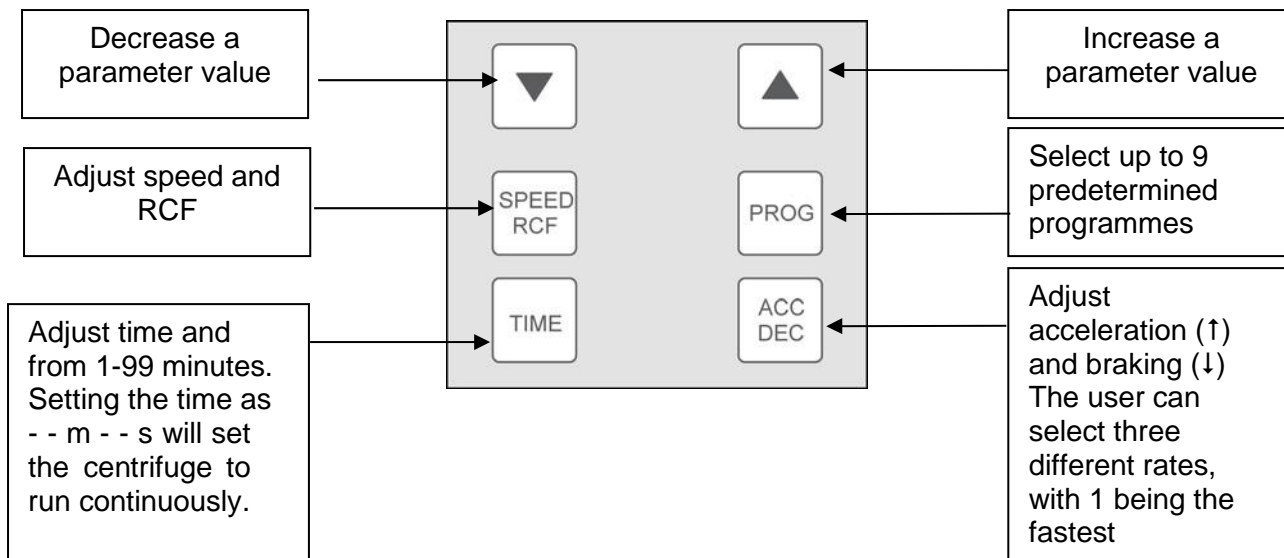 Decrease a
parameter value
Increase a
parameter value
Adjust speed and
RCF
SPEED
RCF
PROG
Select up to 9
predetermined
programmes
Adjust time and
from 1-99 minutes.
Setting the time as
- - m - - s will set
the centrifuge to
run continuously.
TIME
ACC
DEC
Adjust
acceleration (↑)
and braking (↓)
The user can
select three
different rates,
with 1 being the
fastest